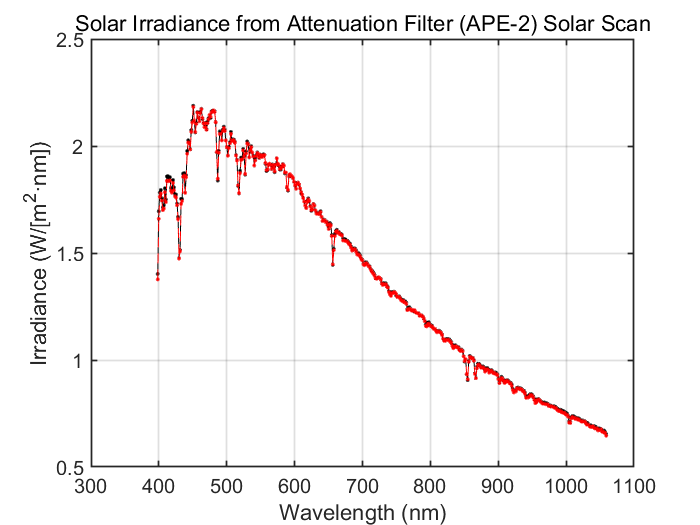 Solar Irradiance from Attenuation Filter (APE-2) Solar Scan
2.5
2
1.5
1
0.5
Irradiance (W/[m²·nm])
300 400 500 600 700 800 900 1000 1100
Wavelength (nm)